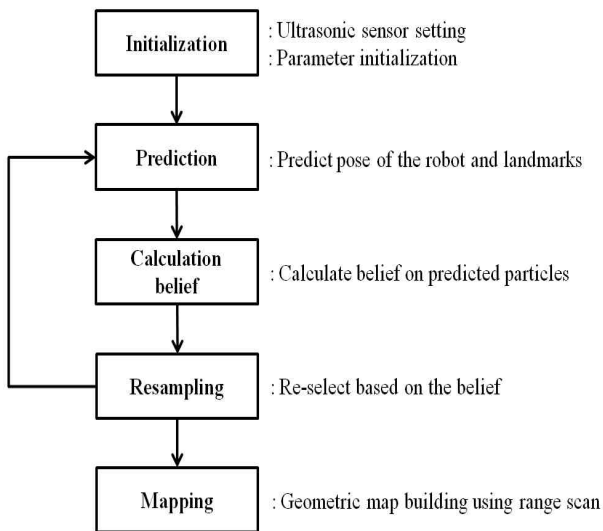 Initialization
: Ultrasonic sensor setting
: Parameter initialization
Prediction
: Predict pose of the robot and landmarks
Calculation
belief
: Calculate belief on predicted particles
Resampling
: Re-select based on the belief
Mapping
: Geometric map building using range scan